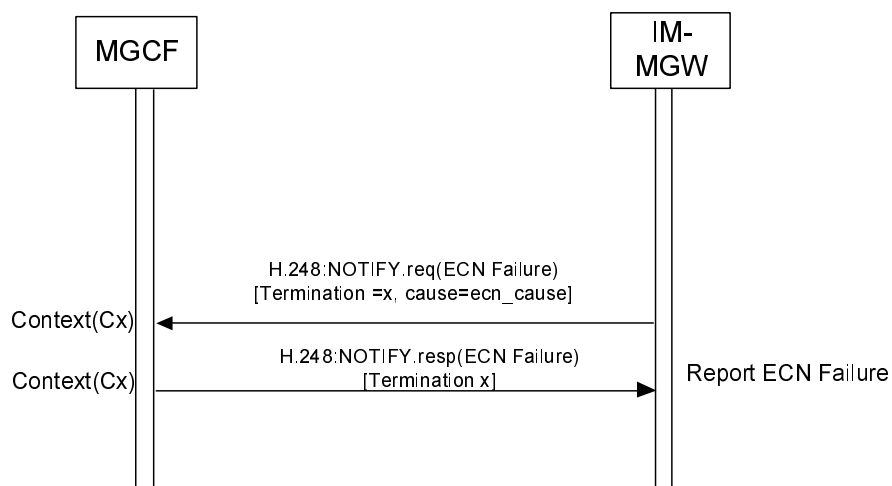 MGCF
IM-
MGW
H.248:NOTIFY.req(ECN Failure)
[Termination =x, cause=ecn_cause]
Context(Cx)
H.248:NOTIFY.resp(ECN Failure)
[Termination x]
Context(Cx)
Report ECN Failure